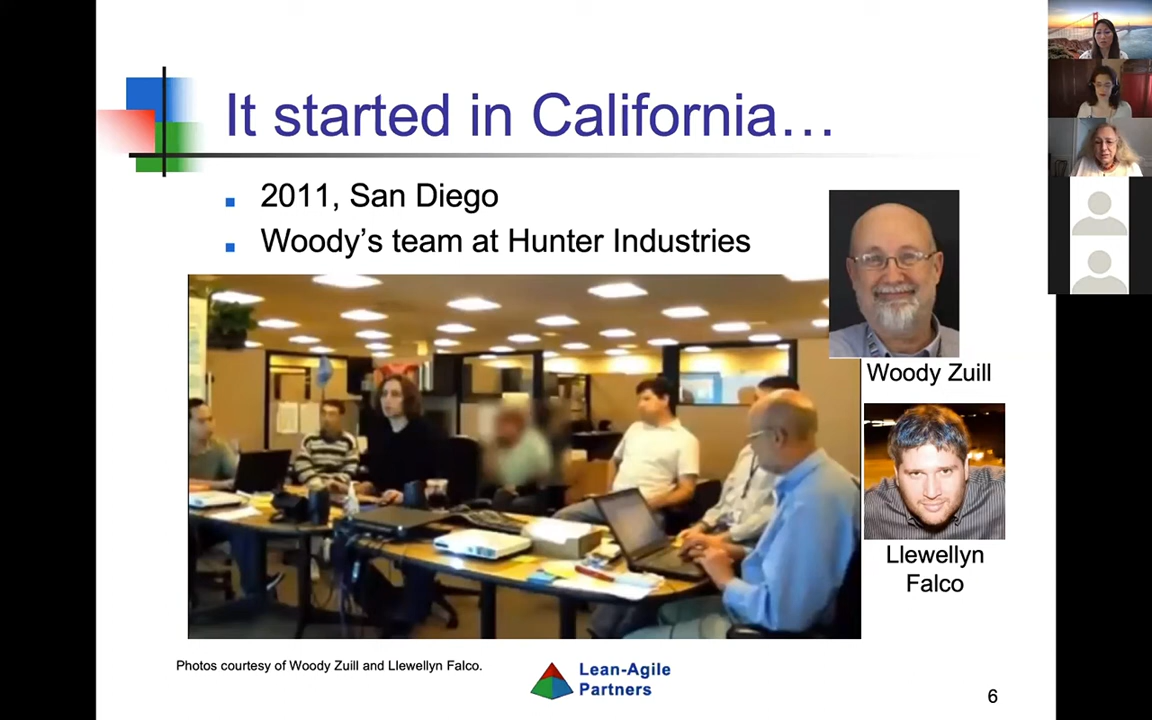 It started in California…
2011, San Diego
Woody’s team at Hunter Industries
Woody Zuill
Llewellyn
Falco
Photos courtesy of Woody Zuill and Llewellyn Falco.
Lean-Agile
Partners
6